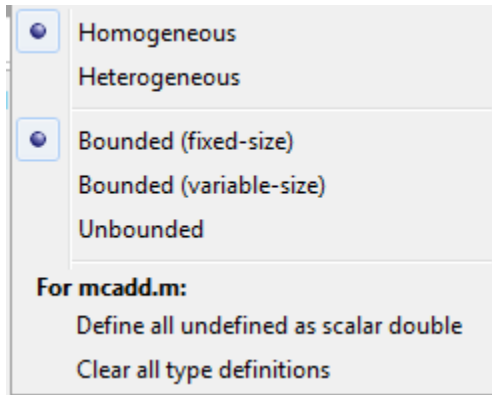 Homogeneous
Heterogeneous
Bounded (fixed-size)
Bounded (variable-size)
Unbounded
For mcadd.m:
Define all undefined as scalar double
Clear all type definitions